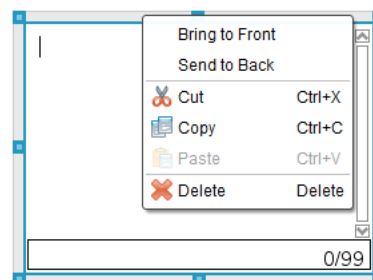 Bring to Front
Send to Back
Cut Ctrl+X
Copy Ctrl+C
Paste Ctrl+V
Delete Delete
0/99